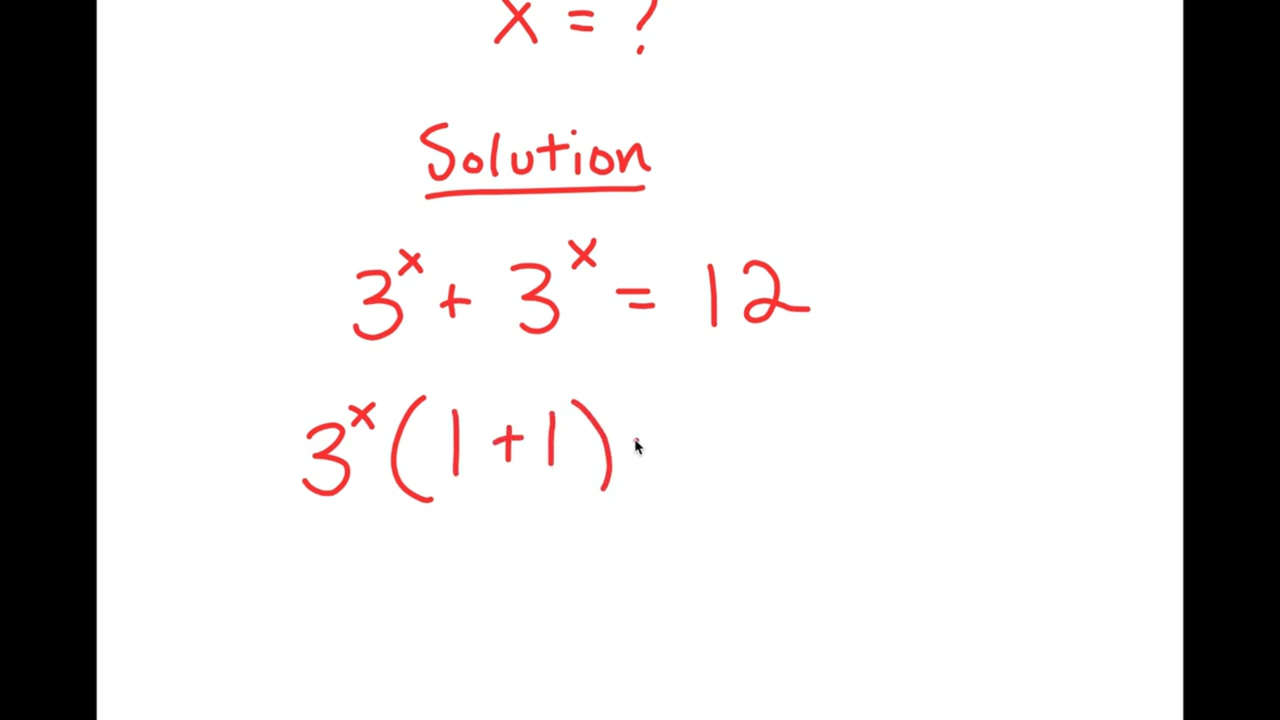 x = ?
Solution
3^x + 3^x = 12
3^x (1 + 1)